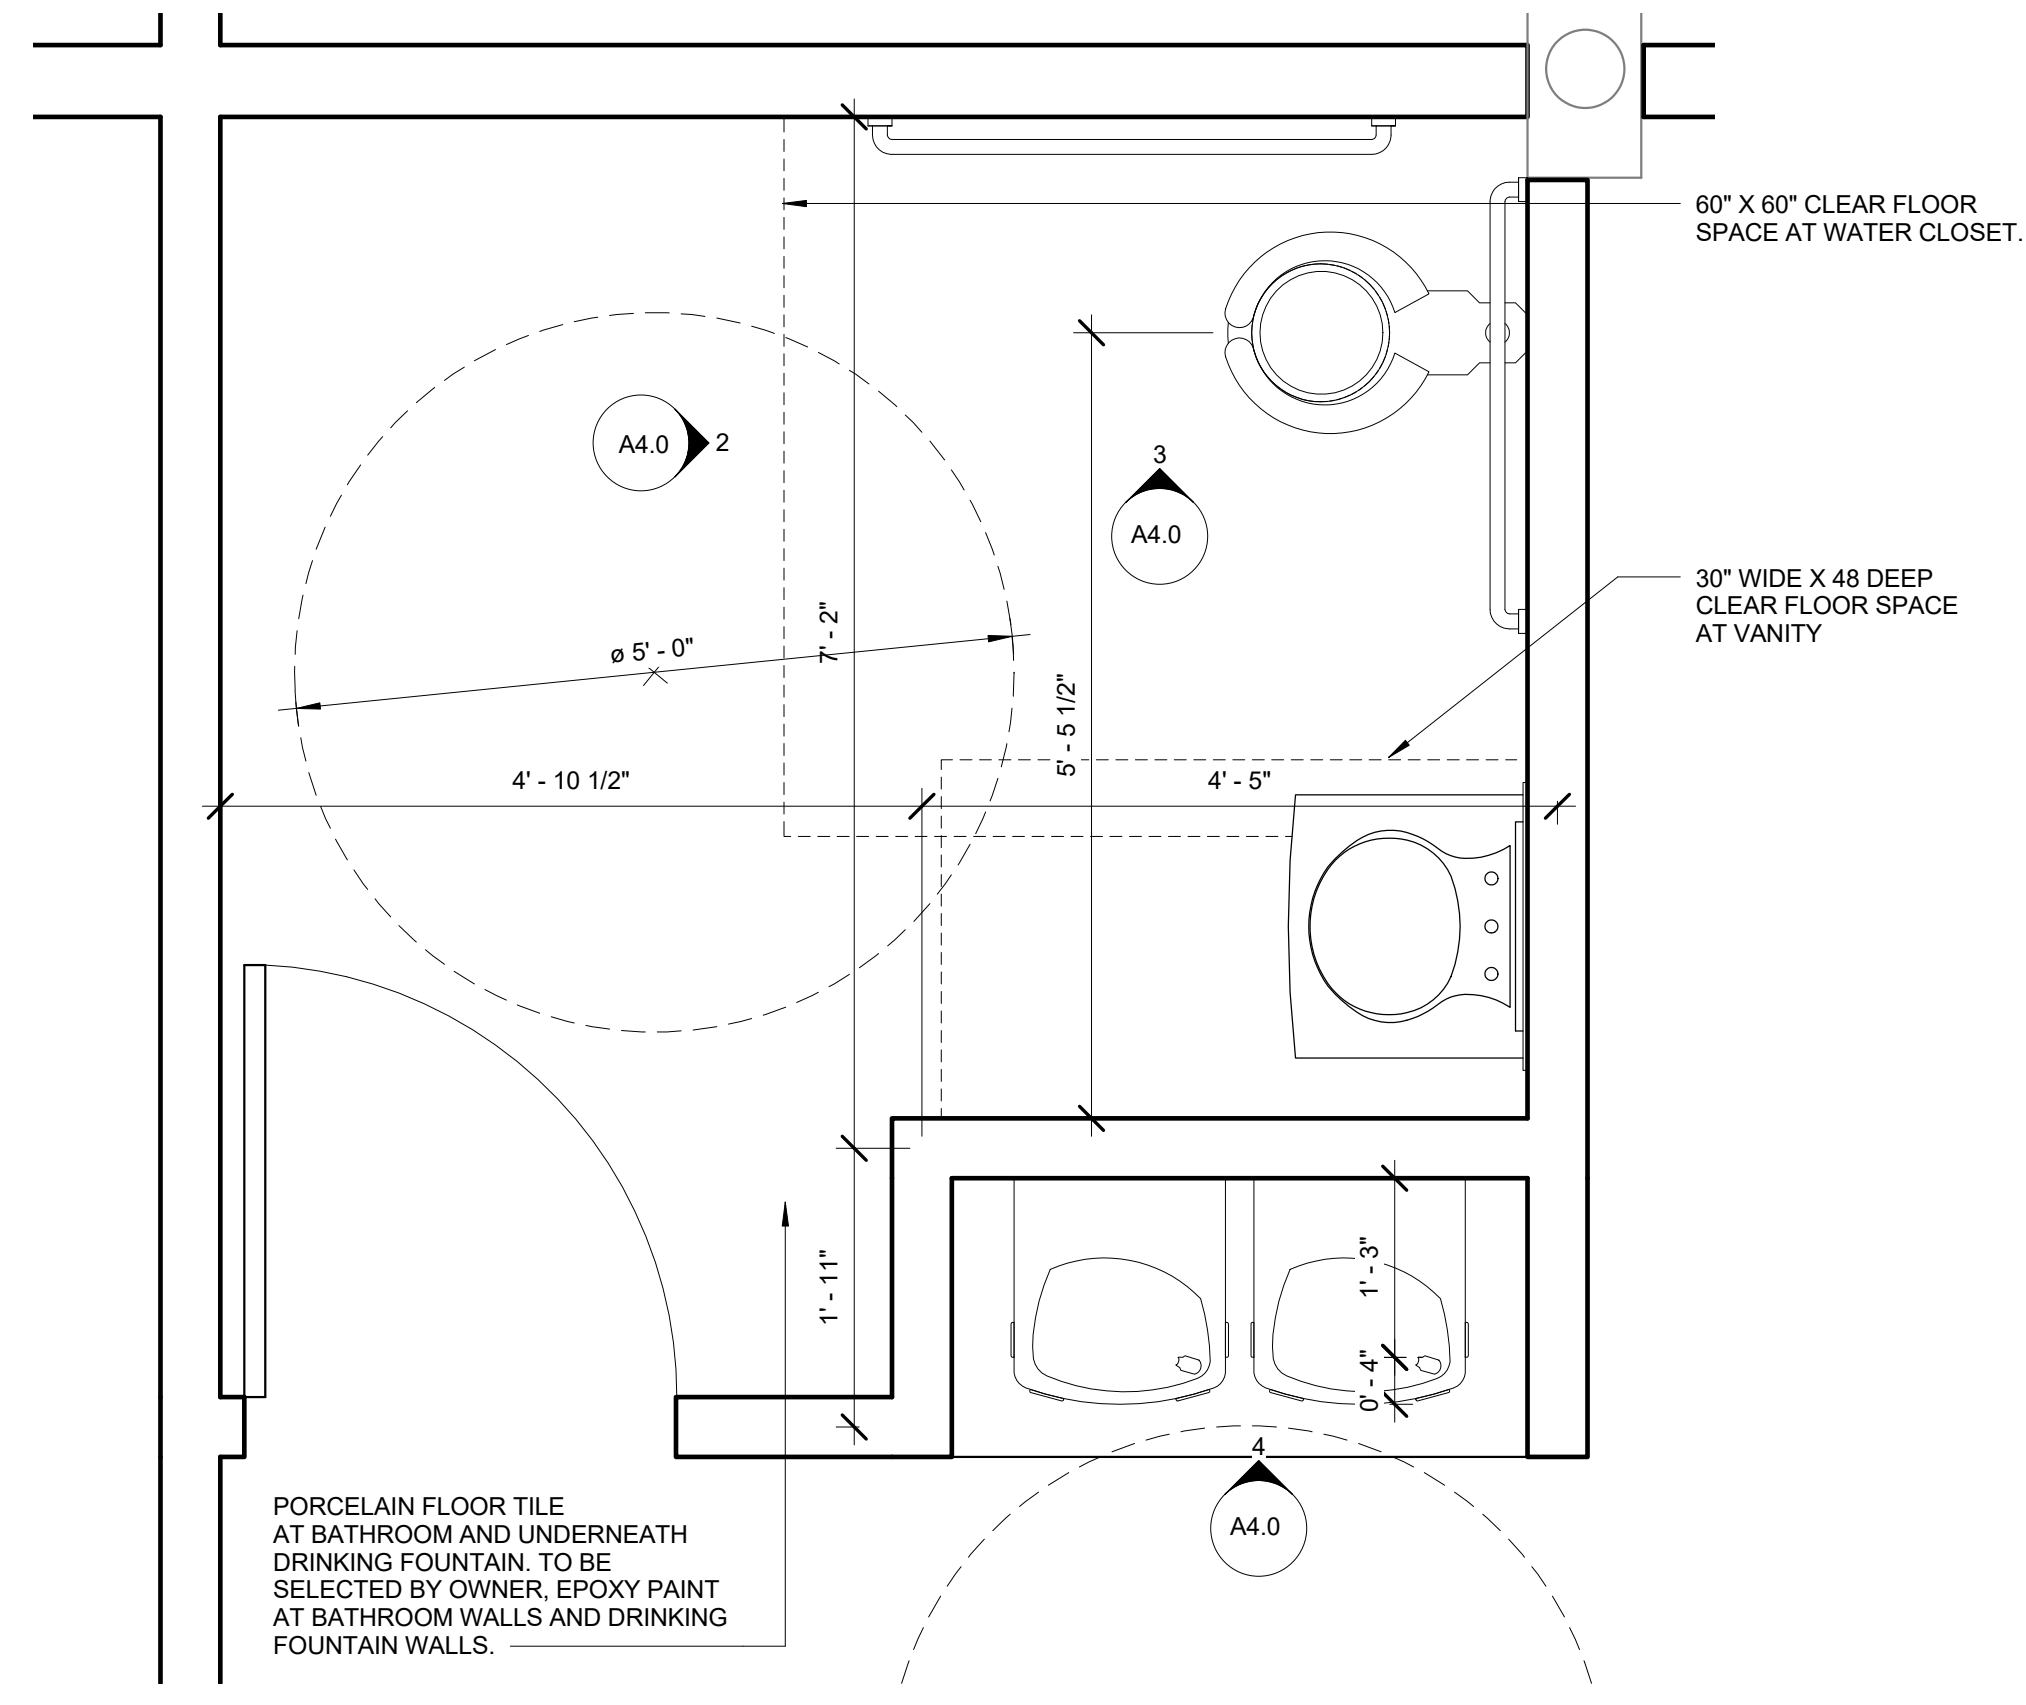 60" X 60" CLEAR FLOOR
SPACE AT WATER CLOSET.
A4.0
2
3
A4.0
30" WIDE X 48 DEEP
CLEAR FLOOR SPACE
AT VANITY
ø 5' - 0"
7' - 2"
5' - 5 1/2"
4' - 10 1/2"
4' - 5"
1' - 11"
1' - 3"
0' - 4"
4
A4.0
PORCELAIN FLOOR TILE
AT BATHROOM AND UNDERNEATH
DRINKING FOUNTAIN. TO BE
SELECTED BY OWNER, EPOXY PAINT
AT BATHROOM WALLS AND DRINKING
FOUNTAIN WALLS.